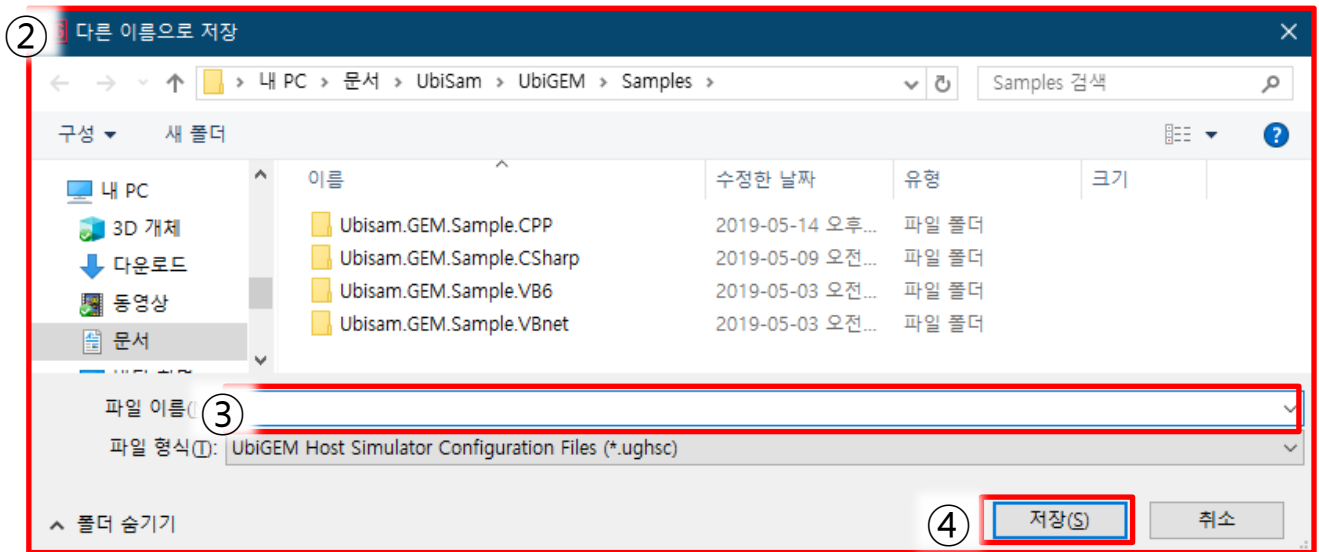 ② 다른 이름으로 저장
내 PC > 문서 > UbiSam > UbiGEM > Samples >
Samples 검색
구성
새 폴더
이름
수정한 날짜
유형
크기
내 PC
3D 개체
다운로드
동영상
문서
Ubisam.GEM.Sample.CPP 2019-05-14 오후... 파일 폴더
Ubisam.GEM.Sample.CSharp 2019-05-09 오전... 파일 폴더
Ubisam.GEM.Sample.VB6 2019-05-03 오전... 파일 폴더
Ubisam.GEM.Sample.VBnet 2019-05-03 오전... 파일 폴더
파일 이름( ③
파일 형식(T): UbiGEM Host Simulator Configuration Files (*.ughsc)
폴더 숨기기
④ 저장(S) 취소